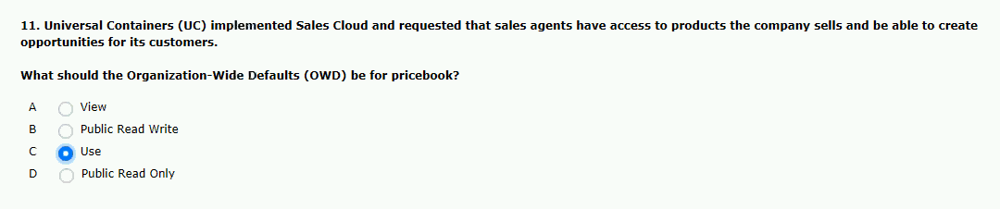 11. Universal Containers (UC) implemented Sales Cloud and requested that sales agents have access to products the company sells and be able to create
opportunities for its customers.
What should the Organization-Wide Defaults (OWD) be for pricebook?
A View
B Public Read Write
C Use
D Public Read Only